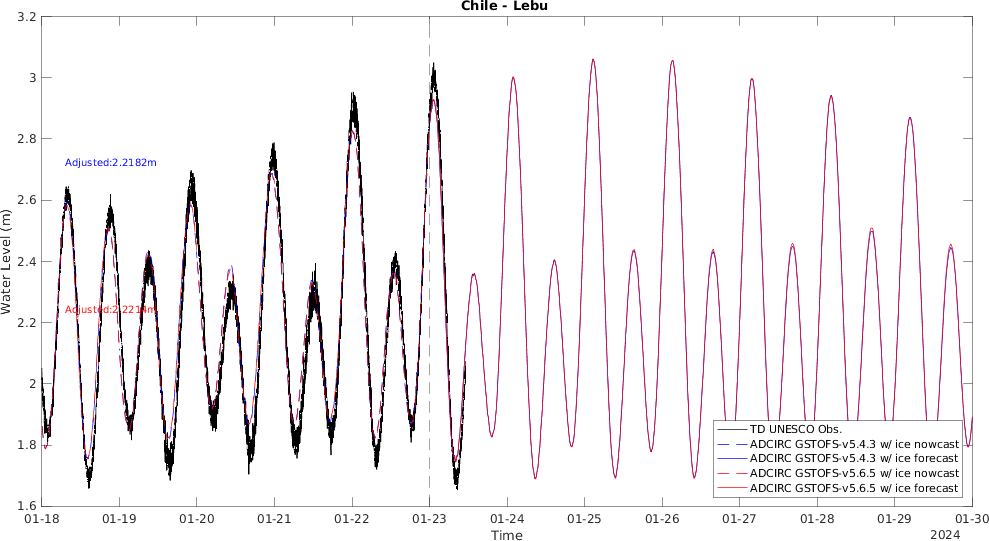 Chile - Lebu
3.2
3
2.8
2.6
2.4
2.2
2
1.8
1.6
Water Level (m)
Adjusted:2.2182m
Adjusted:2.2214m
TD UNESCO Obs.
ADCIRC GSTOFS-v5.4.3 w/ ice nowcast
ADCIRC GSTOFS-v5.4.3 w/ ice forecast
ADCIRC GSTOFS-v5.6.5 w/ ice nowcast
ADCIRC GSTOFS-v5.6.5 w/ ice forecast
01-18 01-19 01-20 01-21 01-22 01-23 01-24 01-25 01-26 01-27 01-28 01-29 01-30
Time
2024